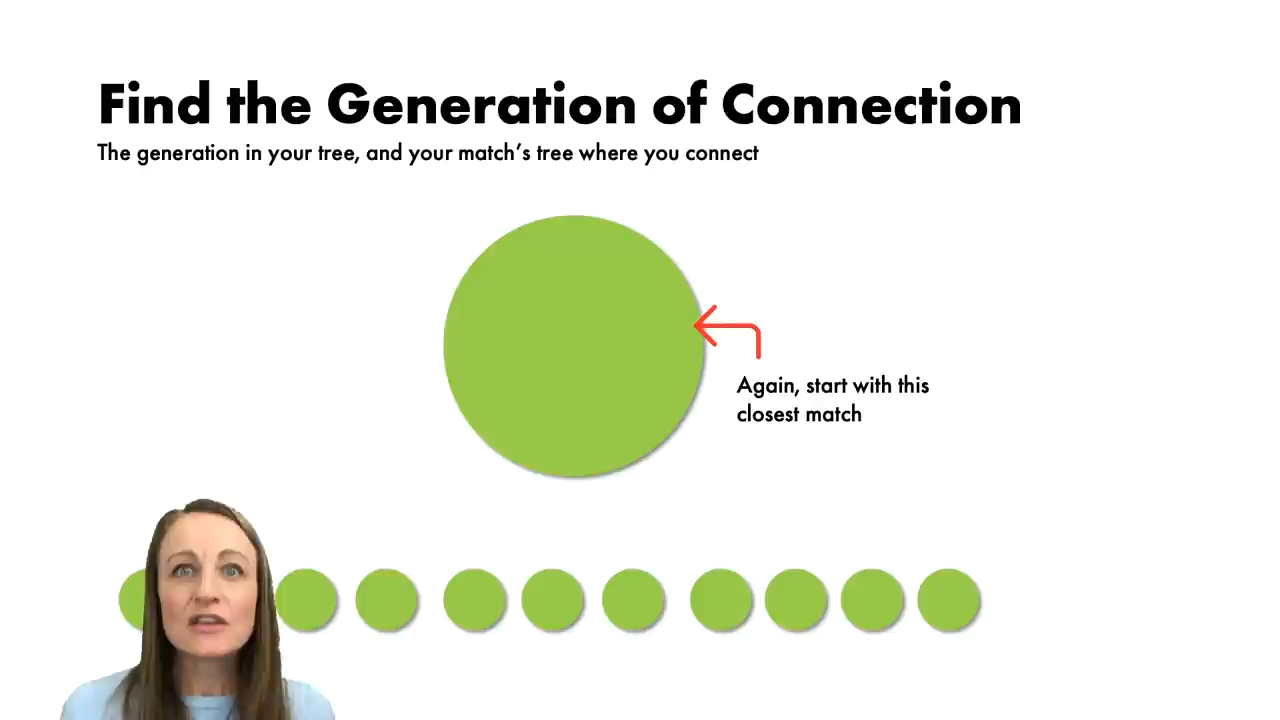 Find the Generation of Connection
The generation in your tree, and your match’s tree where you connect
Again, start with this
closest match